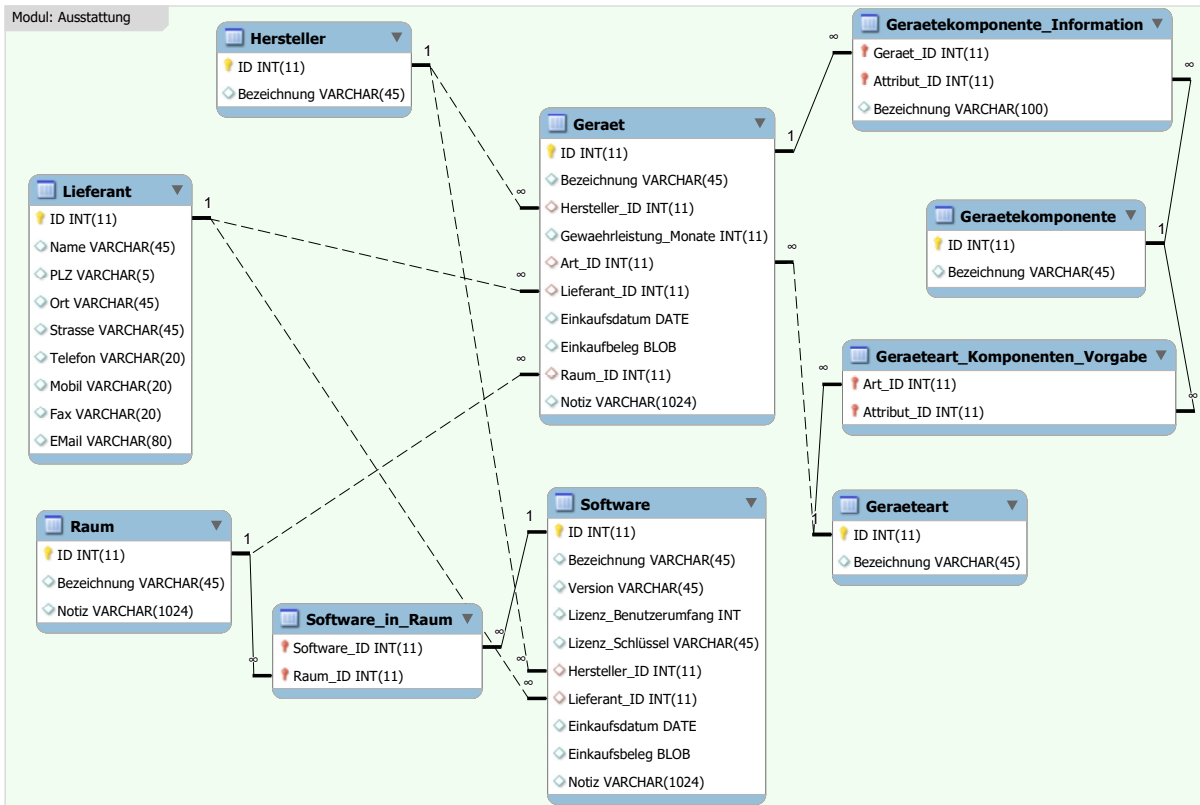 Modul: Ausstattung
Hersteller
ID INT(11)
Bezeichnung VARCHAR(45)
1
∞
Lieferant
ID INT(11)
Name VARCHAR(45)
PLZ VARCHAR(5)
Ort VARCHAR(45)
Strasse VARCHAR(45)
Telefon VARCHAR(20)
Mobil VARCHAR(20)
Fax VARCHAR(20)
EMail VARCHAR(80)
1
∞
Geraet
ID INT(11)
Bezeichnung VARCHAR(45)
Hersteller_ID INT(11)
Gewaehrleistung_Monate INT(11)
Art_ID INT(11)
Lieferant_ID INT(11)
Einkaufsdatum DATE
Einkaufbeleg BLOB
Raum_ID INT(11)
Notiz VARCHAR(1024)
∞
1
∞
Geraetekomponente_Information
Geraet_ID INT(11)
Attribut_ID INT(11)
Bezeichnung VARCHAR(100)
∞
∞
Geraetekomponente
ID INT(11)
Bezeichnung VARCHAR(45)
1
Geraeteart_Komponenten_Vorgabe
Art_ID INT(11)
Attribut_ID INT(11)
∞
∞
Geraeteart
ID INT(11)
Bezeichnung VARCHAR(45)
1
Raum
ID INT(11)
Bezeichnung VARCHAR(45)
Notiz VARCHAR(1024)
1
Software_in_Raum
Software_ID INT(11)
Raum_ID INT(11)
∞
∞
Software
ID INT(11)
Bezeichnung VARCHAR(45)
Version VARCHAR(45)
Lizenz_Benutzerumfang INT
Lizenz_Schlüssel VARCHAR(45)
Hersteller_ID INT(11)
Lieferant_ID INT(11)
Einkaufsdatum DATE
Einkaufsbeleg BLOB
Notiz VARCHAR(1024)
1
∞
∞